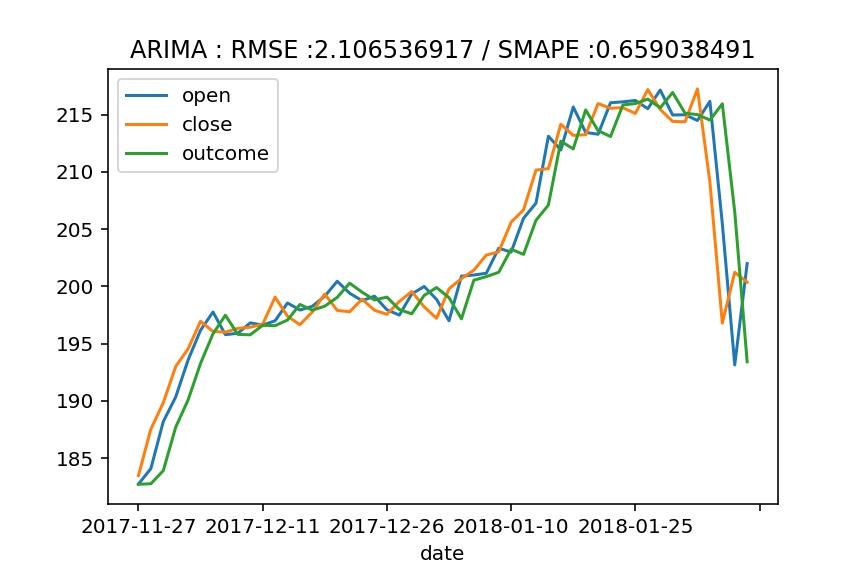 ARIMA : RMSE :2.106536917 / SMAPE :0.659038491
open
close
outcome
215
210
205
200
195
190
185
2017-11-27 2017-12-11 2017-12-26 2018-01-10 2018-01-25
date